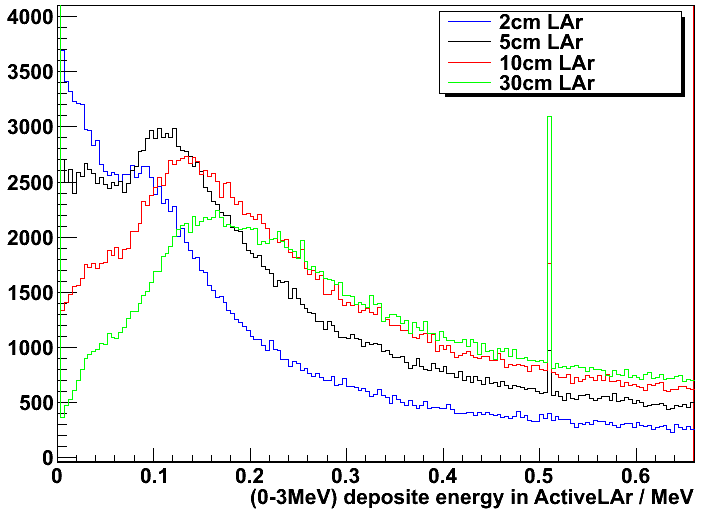 2cm LAr
5cm LAr
10cm LAr
30cm LAr
4000
3500
3000
2500
2000
1500
1000
500
0
0 0.1 0.2 0.3 0.4 0.5 0.6
(0-3MeV) deposite energy in ActiveLAr / MeV